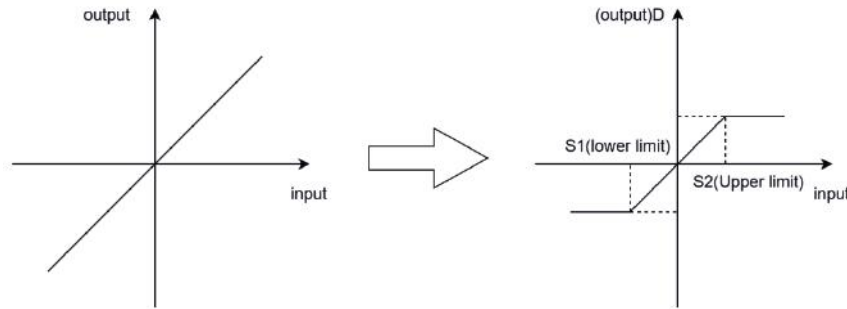 output
input
(output)D
S1(lower limit)
S2(Upper limit)
input